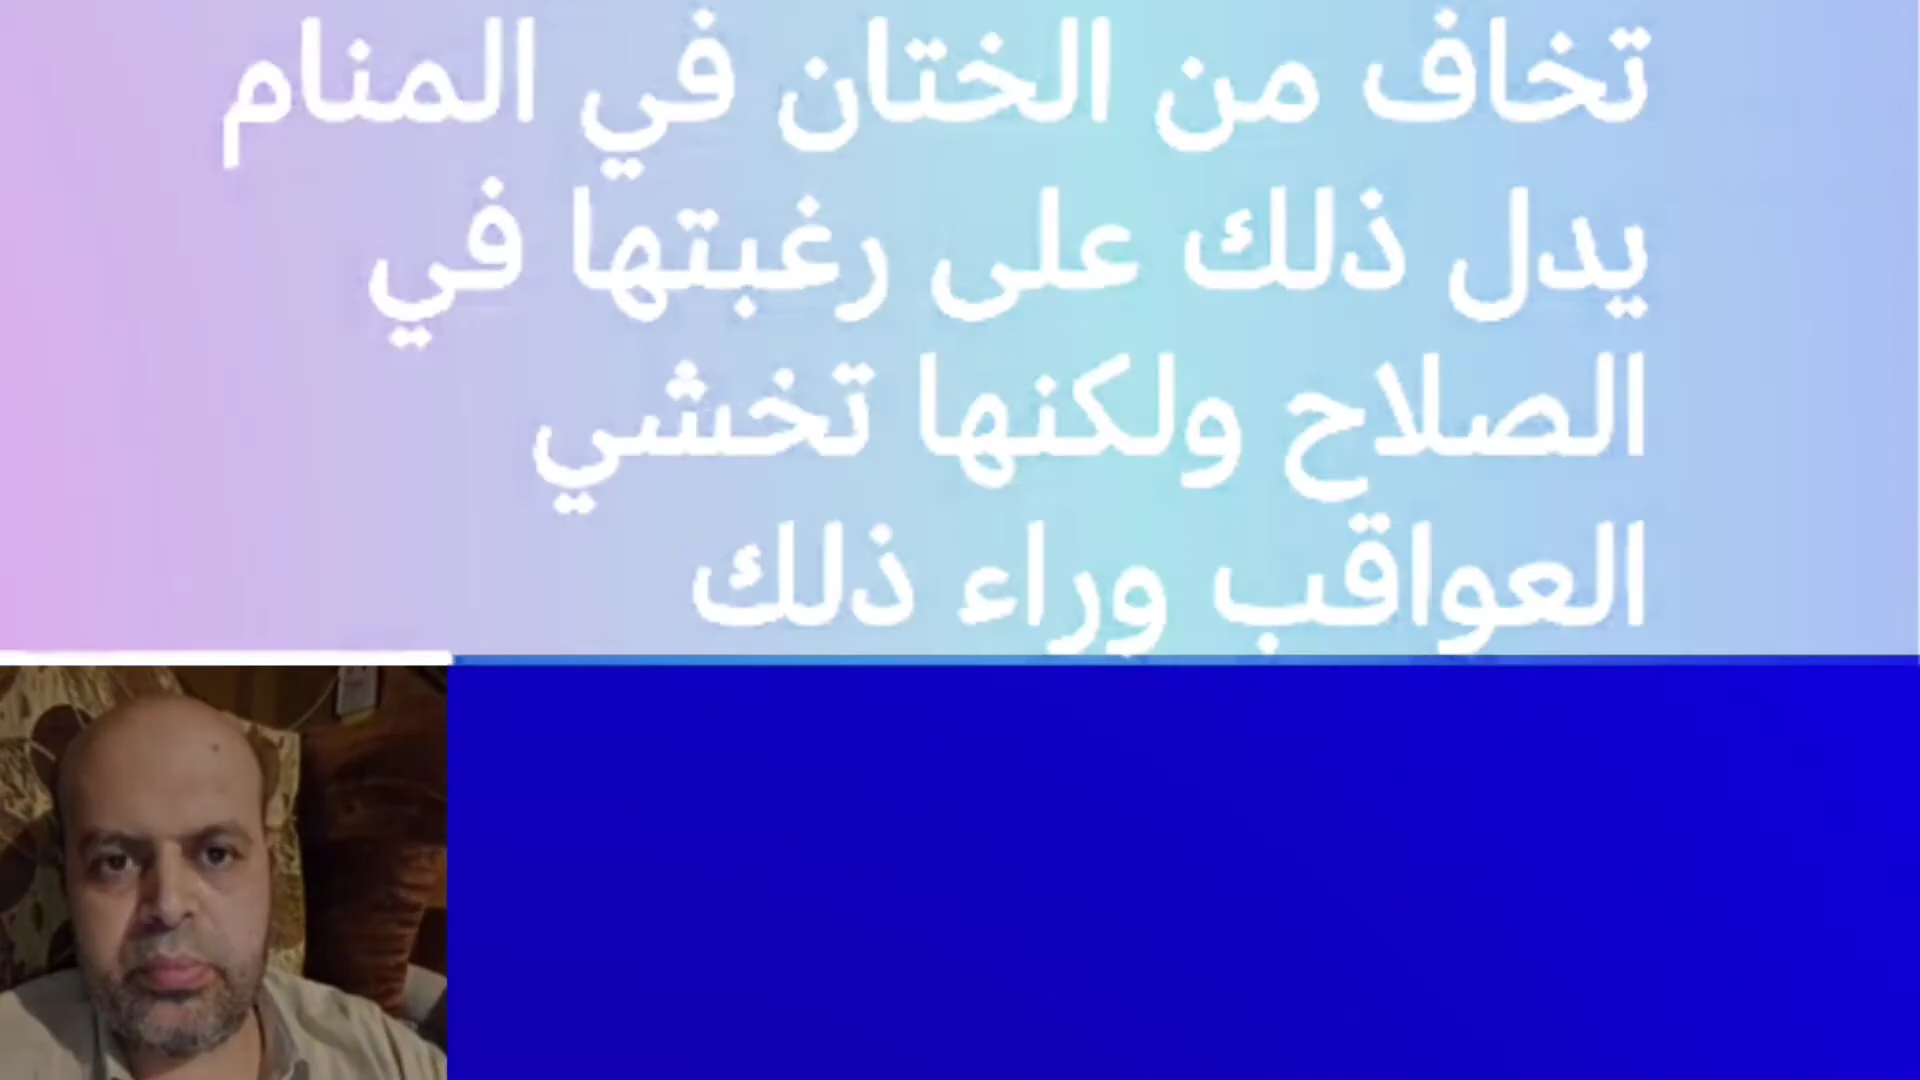 تخاف من الختان في المنام
يدل ذلك على رغبتها في
الصلاح ولكنها تخشي
العواقب وراء ذلك